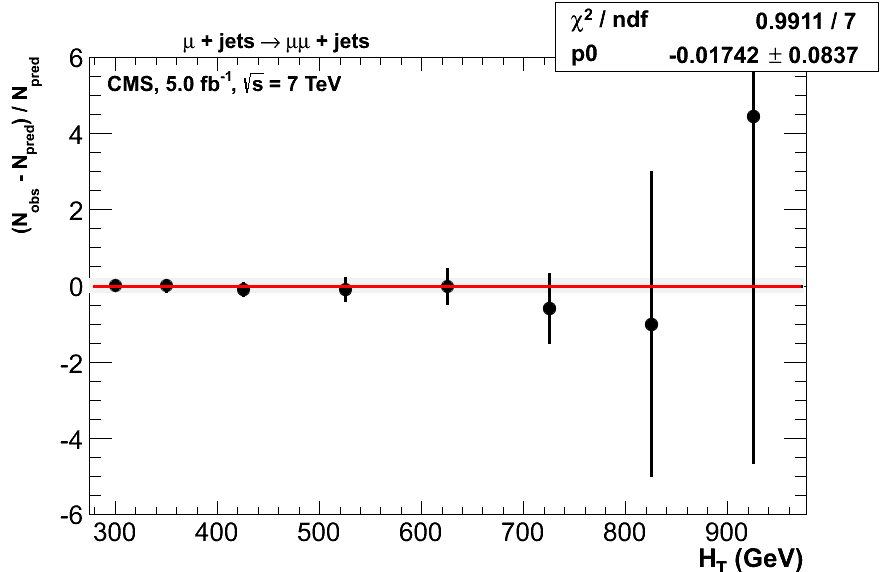 μ + jets → μμ + jets
χ² / ndf 0.9911 / 7
p0 -0.01742 ± 0.0837
CMS, 5.0 fb⁻¹, √s = 7 TeV
(N_obs - N_pred) / N_pred
6
4
2
0
-2
-4
-6
300 400 500 600 700 800 900
H_T (GeV)